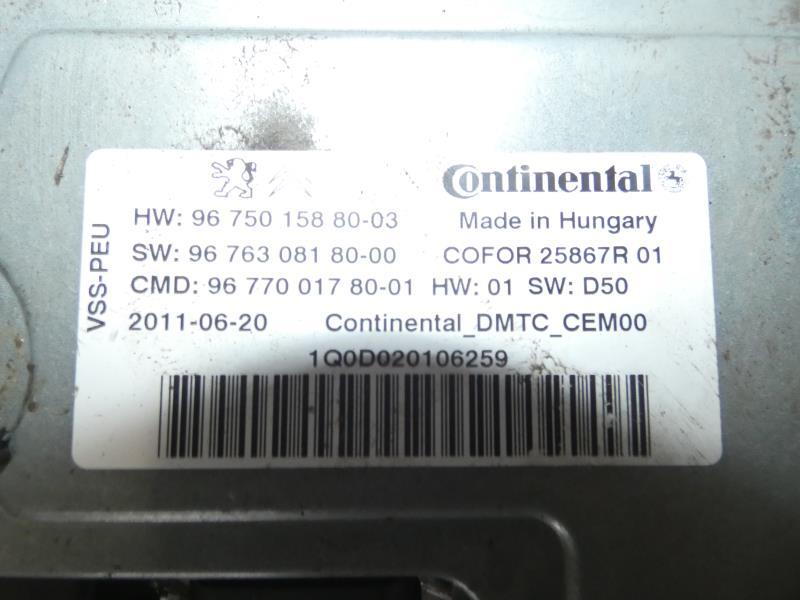 Continental
HW: 96 750 158 80-03 Made in Hungary
SW: 96 763 081 80-00 COFOR 25867R 01
CMD: 96 770 017 80-01 HW: 01 SW: D50
2011-06-20 Continental_DMTC_CEM00
1Q0D020106259
VSS-PEU